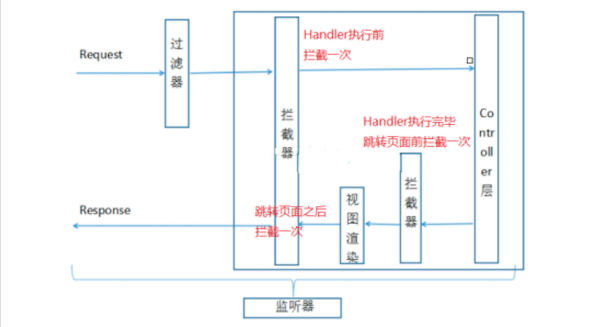 Request
过滤器
Handler执行前
拦截一次
拦截器
Controller层
Handler执行完毕
跳转页面前拦截一次
拦截器
视图渲染
跳转页面之后
拦截一次
Response
监听器